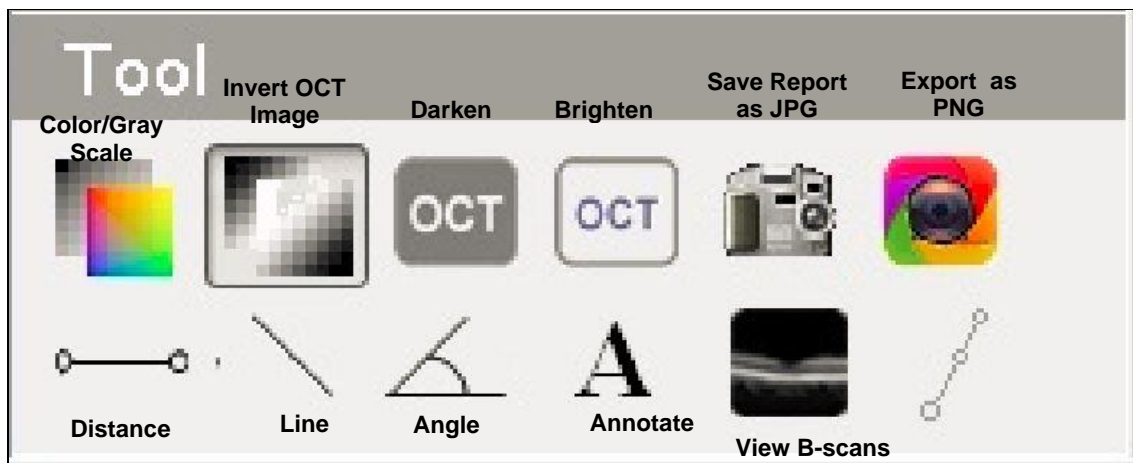 Tool
Invert OCT
Image
Darken
Brighten
Save Report
as JPG
Export as
PNG
Color/Gray
Scale
OCT
OCT
A
Distance
Line
Angle
Annotate
View B-scans